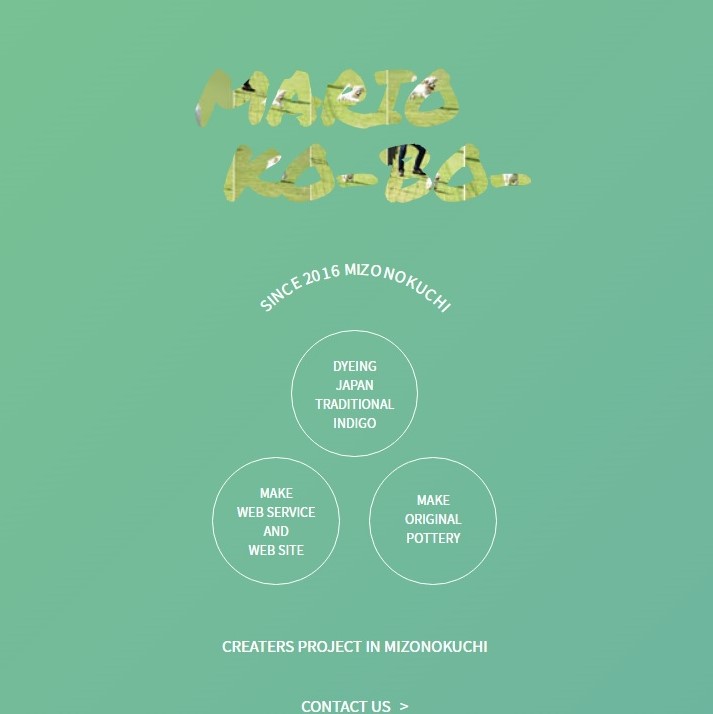 MARIO
KO-BO-
SINCE 2016 MIZONOKUCHI
DYEING
JAPAN
TRADITIONAL
INDIGO
MAKE
WEB SERVICE
AND
WEB SITE
MAKE
ORIGINAL
POTTERY
CREATERS PROJECT IN MIZONOKUCHI
CONTACT US >